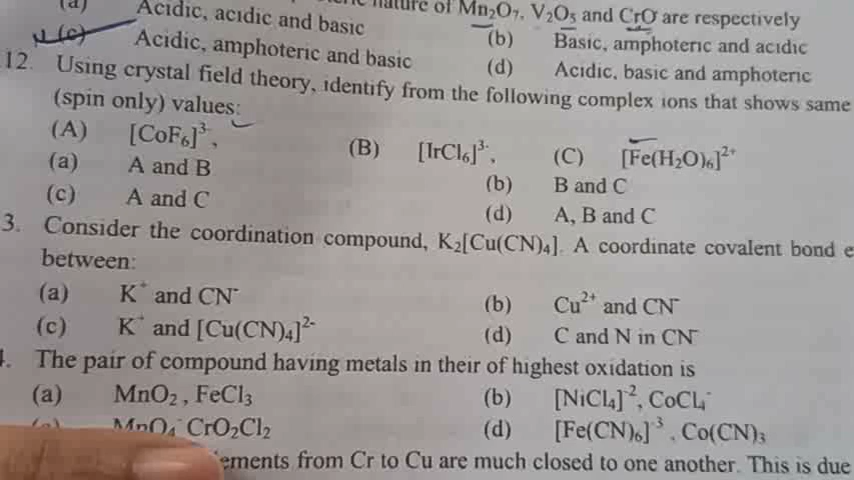 nature of Mn₂O₇, V₂O₅ and CrO are respectively
(a) Acidic, acidic and basic (b) Basic, amphoteric and acidic
(c) Acidic, amphoteric and basic (d) Acidic, basic and amphoteric
12. Using crystal field theory, identify from the following complex ions that shows same
(spin only) values:
(A) [CoF₆]³⁻, (B) [IrCl₆]³⁻, (C) [Fe(H₂O)₆]²⁺
(a) A and B (b) B and C
(c) A and C (d) A, B and C
3. Consider the coordination compound, K₂[Cu(CN)₄]. A coordinate covalent bond e
between:
(a) K⁺ and CN⁻ (b) Cu²⁺ and CN⁻
(c) K⁺ and [Cu(CN)₄]²⁻ (d) C and N in CN⁻
. The pair of compound having metals in their of highest oxidation is
(a) MnO₂, FeCl₃ (b) [NiCl₄]⁻², CoCL₄⁻
MnO₄⁻ CrO₂Cl₂ (d) [Fe(CN)₆]⁻³, Co(CN)₃
ements from Cr to Cu are much closed to one another. This is due